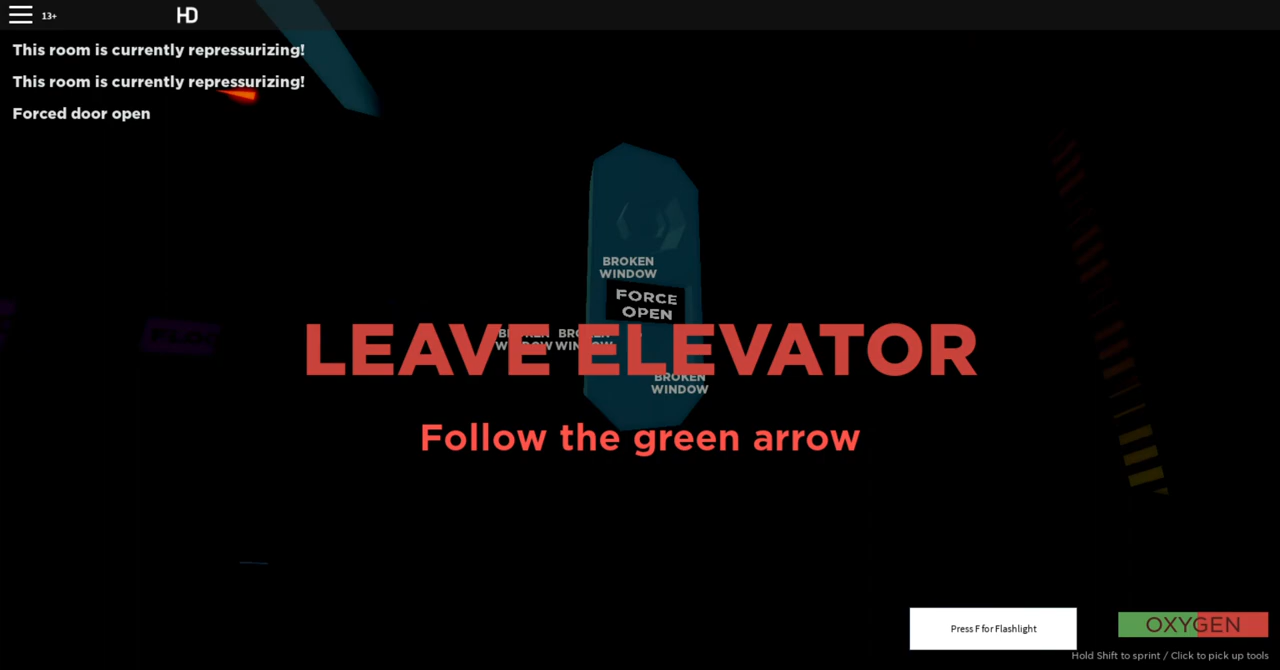 13+
HD
This room is currently repressurizing!
This room is currently repressurizing!
Forced door open
BROKEN
WINDOW
FORCE
OPEN
BROKEN
WINDOW
LEAVE ELEVATOR
BROKEN
WINDOW
Follow the green arrow
Press F for Flashlight
OXYGEN
Hold Shift to sprint / Click to pick up tools